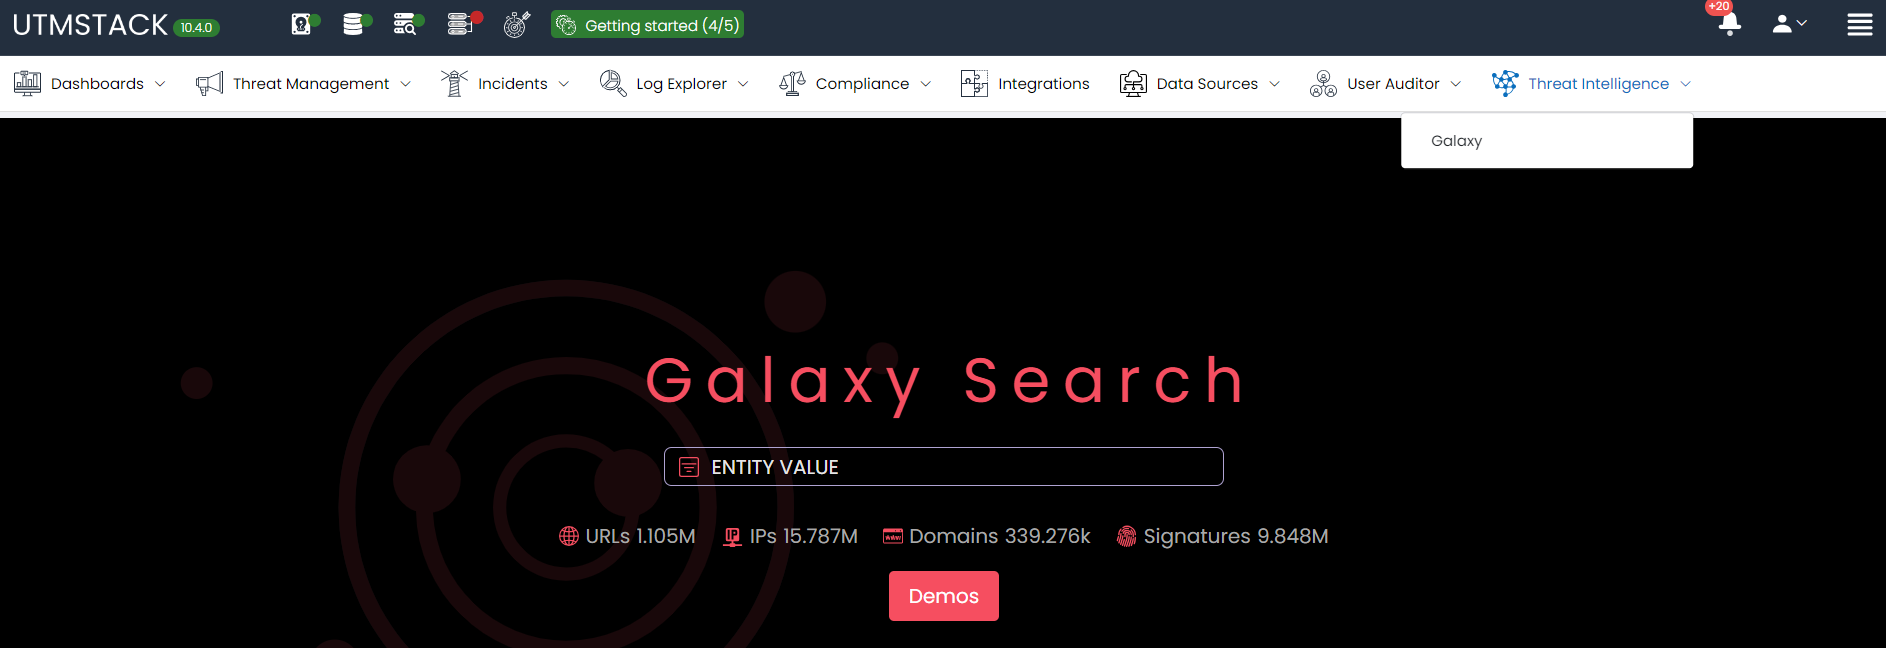 UTMSTACK 10.4.0 Getting started (4/5) +20
Dashboards Threat Management Incidents Log Explorer Compliance Integrations Data Sources User Auditor Threat Intelligence
Galaxy
Galaxy Search
ENTITY VALUE
URLs 1.105M IPs 15.787M Domains 339.276k Signatures 9.848M
Demos